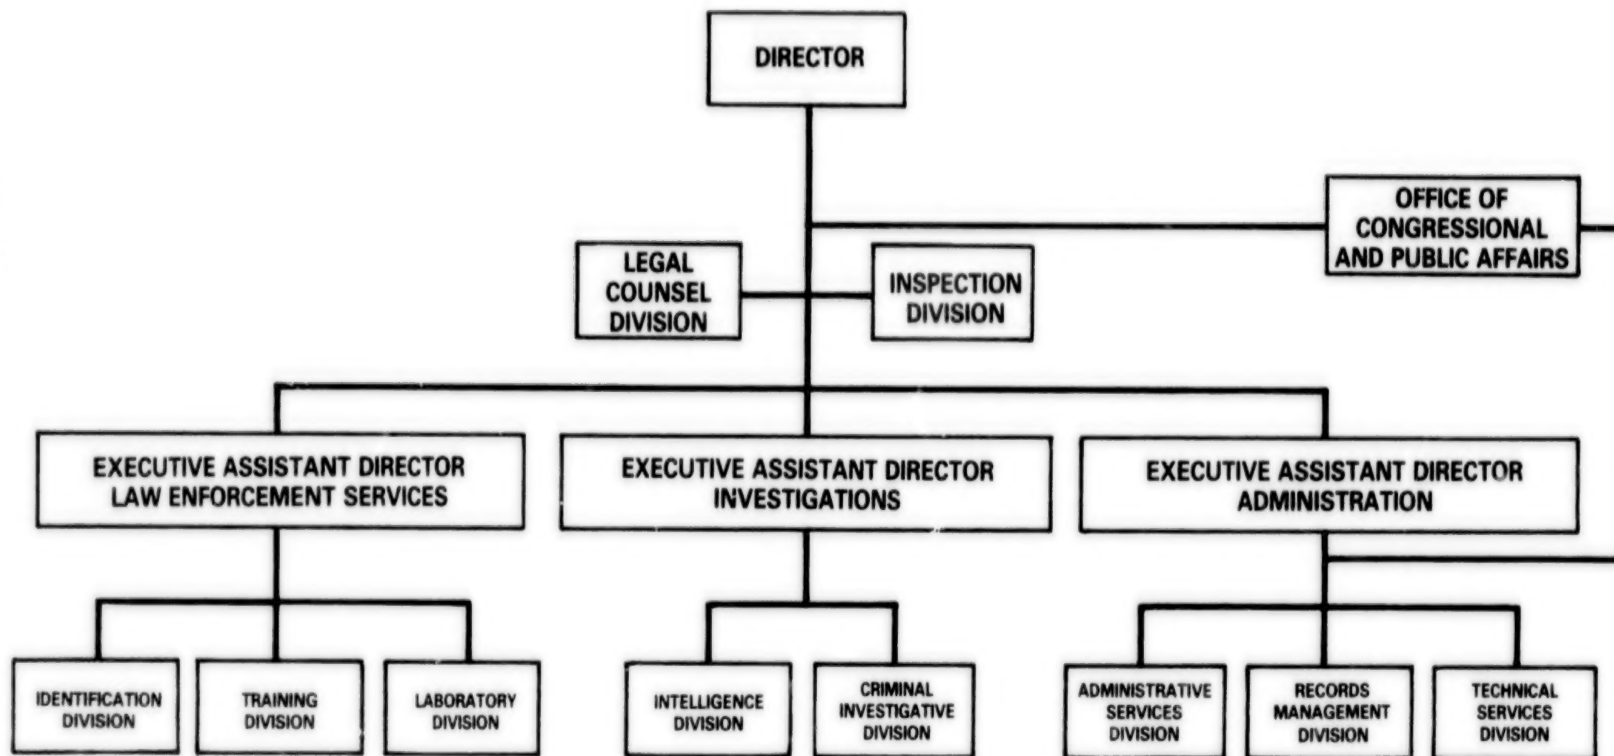 DIRECTOR
OFFICE OF
CONGRESSIONAL
AND PUBLIC AFFAIRS
LEGAL
COUNSEL
DIVISION
INSPECTION
DIVISION
EXECUTIVE ASSISTANT DIRECTOR
LAW ENFORCEMENT SERVICES
EXECUTIVE ASSISTANT DIRECTOR
INVESTIGATIONS
EXECUTIVE ASSISTANT DIRECTOR
ADMINISTRATION
IDENTIFICATION
DIVISION
TRAINING
DIVISION
LABORATORY
DIVISION
INTELLIGENCE
DIVISION
CRIMINAL
INVESTIGATIVE
DIVISION
ADMINISTRATIVE
SERVICES
DIVISION
RECORDS
MANAGEMENT
DIVISION
TECHNICAL
SERVICES
DIVISION